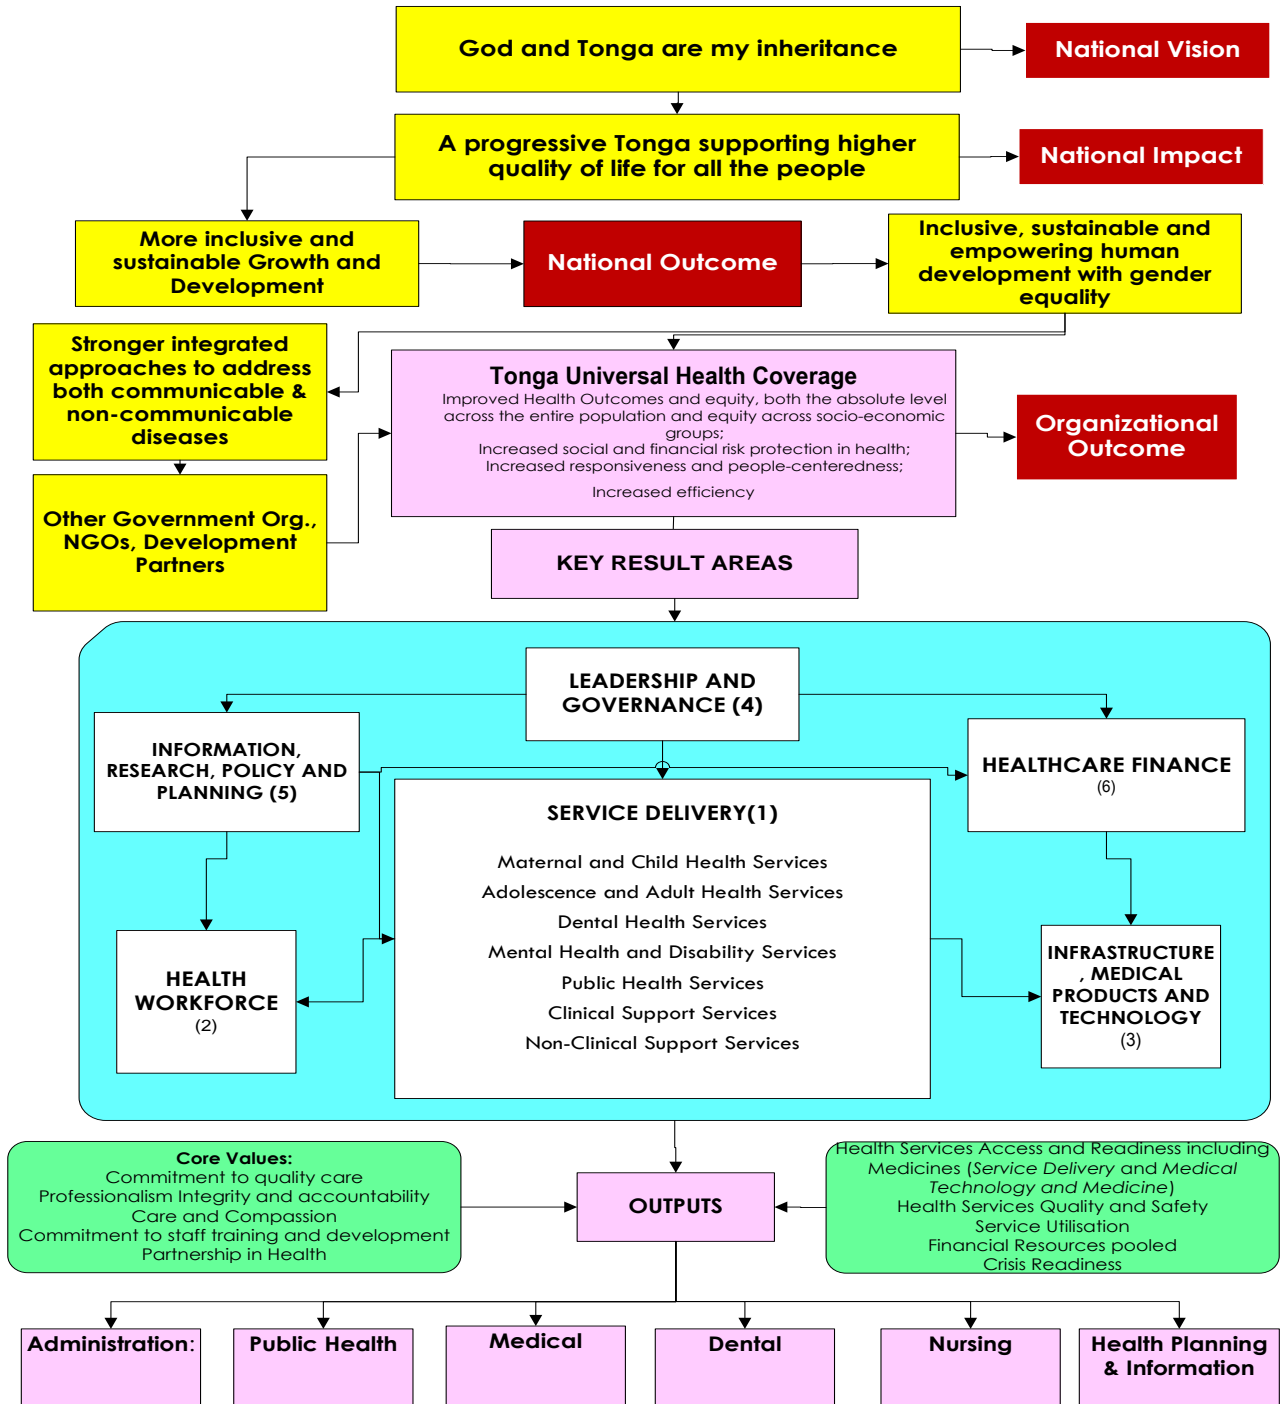 God and Tonga are my inheritance
National Vision
A progressive Tonga supporting higher
quality of life for all the people
National Impact
More inclusive and
sustainable Growth and
Development
National Outcome
Inclusive, sustainable and
empowering human
development with gender
equality
Stronger integrated
approaches to address
both communicable &
non-communicable
diseases
Tonga Universal Health Coverage
Improved Health Outcomes and equity, both the absolute level
across the entire population and equity across socio-economic
groups;
Increased social and financial risk protection in health;
Increased responsiveness and people-centeredness;
Increased efficiency
Organizational
Outcome
Other Government Org.,
NGOs, Development
Partners
KEY RESULT AREAS
LEADERSHIP AND
GOVERNANCE (4)
INFORMATION,
RESEARCH, POLICY AND
PLANNING (5)
HEALTHCARE FINANCE
(6)
SERVICE DELIVERY(1)
Maternal and Child Health Services
Adolescence and Adult Health Services
Dental Health Services
Mental Health and Disability Services
Public Health Services
Clinical Support Services
Non-Clinical Support Services
HEALTH
WORKFORCE
(2)
INFRASTRUCTURE
, MEDICAL
PRODUCTS AND
TECHNOLOGY
(3)
Core Values:
Commitment to quality care
Professionalism Integrity and accountability
Care and Compassion
Commitment to staff training and development
Partnership in Health
OUTPUTS
Health Services Access and Readiness including
Medicines (Service Delivery and Medical
Technology and Medicine)
Health Services Quality and Safety
Service Utilisation
Financial Resources pooled
Crisis Readiness
Administration:
Public Health
Medical
Dental
Nursing
Health Planning
& Information